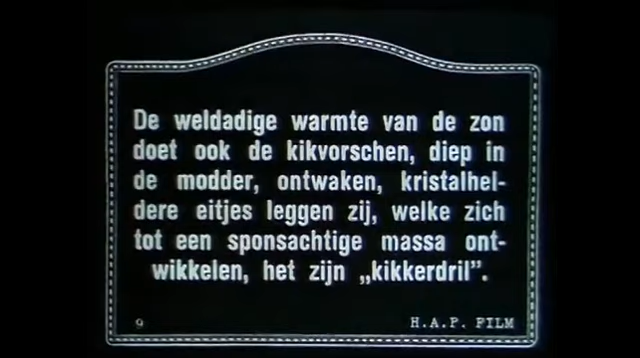 De weldadige warmte van de zon
doet ook de kikvorschen, diep in
de modder, ontwaken, kristalhel-
dere eitjes leggen zij, welke zich
tot een sponsachtige massa ont-
wikkelen, het zijn „kikkerdril”.
9
H.A.P. FILM